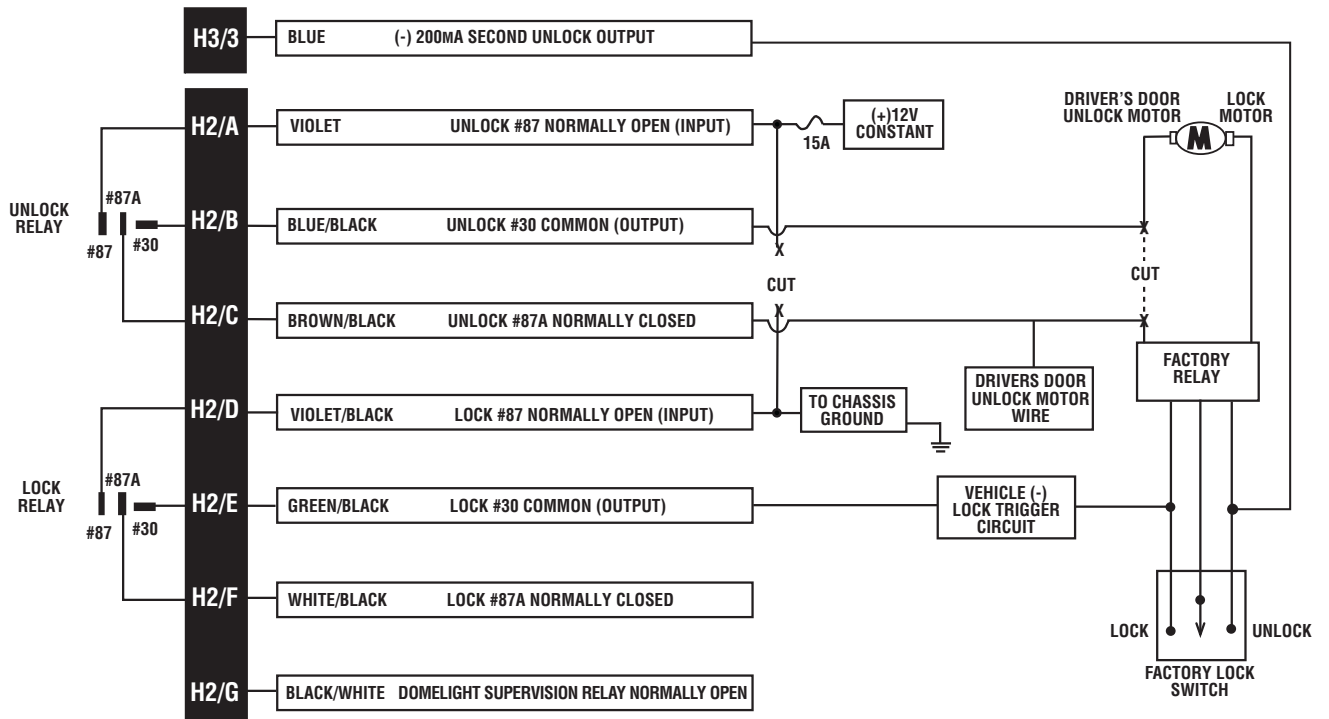 H3/3
BLUE (-) 200MA SECOND UNLOCK OUTPUT
H2/A
VIOLET UNLOCK #87 NORMALLY OPEN (INPUT)
15A
(+)12V
CONSTANT
DRIVER'S DOOR
UNLOCK MOTOR
LOCK
MOTOR
M
UNLOCK
RELAY
#87A
#87
#30
H2/B
BLUE/BLACK UNLOCK #30 COMMON (OUTPUT)
X
X
CUT
CUT
X
X
H2/C
BROWN/BLACK UNLOCK #87A NORMALLY CLOSED
FACTORY
RELAY
DRIVERS DOOR
UNLOCK MOTOR
WIRE
H2/D
VIOLET/BLACK LOCK #87 NORMALLY OPEN (INPUT)
TO CHASSIS
GROUND
LOCK
RELAY
#87A
#87
#30
H2/E
GREEN/BLACK LOCK #30 COMMON (OUTPUT)
VEHICLE (-)
LOCK TRIGGER
CIRCUIT
H2/F
WHITE/BLACK LOCK #87A NORMALLY CLOSED
LOCK
UNLOCK
FACTORY LOCK
SWITCH
H2/G
BLACK/WHITE DOMELIGHT SUPERVISION RELAY NORMALLY OPEN